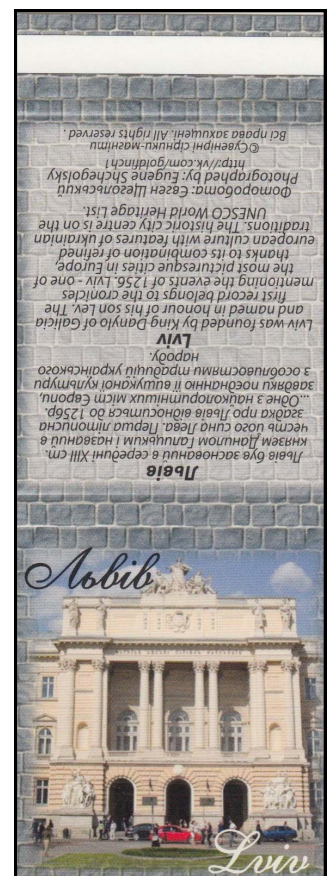 Львів
Львів був заснований в середині XIII ст.
князем Данилом Галицьким і названий в
честь його сина Лева. Перша літописна
згадка про Львів відноситься до 1256р.
...Одне з найколоритніших міст Європи,
завдяки поєднанню її вишуканої культури
з особливостями традицій українського
народу.
Lviv
Lviv was founded by King Danylo of Galicia
and named in honour of his son Lev. The
first record belongs to the cronicles
mentioning the events of 1256. Lviv - one of
the most picturesque cities in Europe,
thanks to its combination of refined
european culture with features of ukrainian
traditions. The historic city centre is on the
UNESCO World Heritage List.
Фоторобота: Євген Щегольський
Photographed by: Eugene Schegolsky
http://vk.com/goldfinch1
©Сувенірні сірники-магніти
Всі права захищені. All rights reserved .
Львів
Lviv